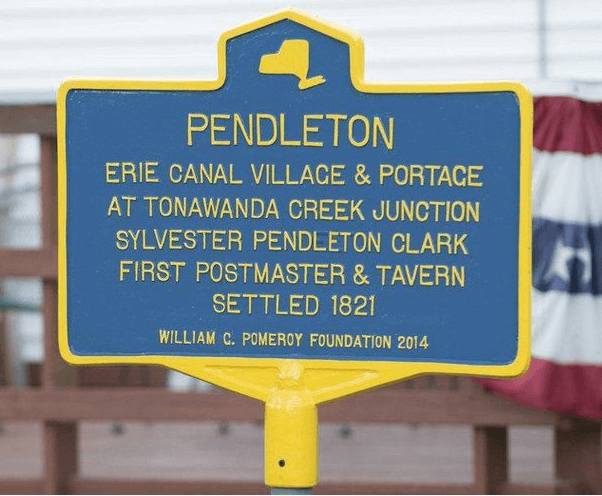 PENDLETON
ERIE CANAL VILLAGE & PORTAGE
AT TONAWANDA CREEK JUNCTION
SYLVESTER PENDLETON CLARK
FIRST POSTMASTER & TAVERN
SETTLED 1821
WILLIAM G. POMEROY FOUNDATION 2014